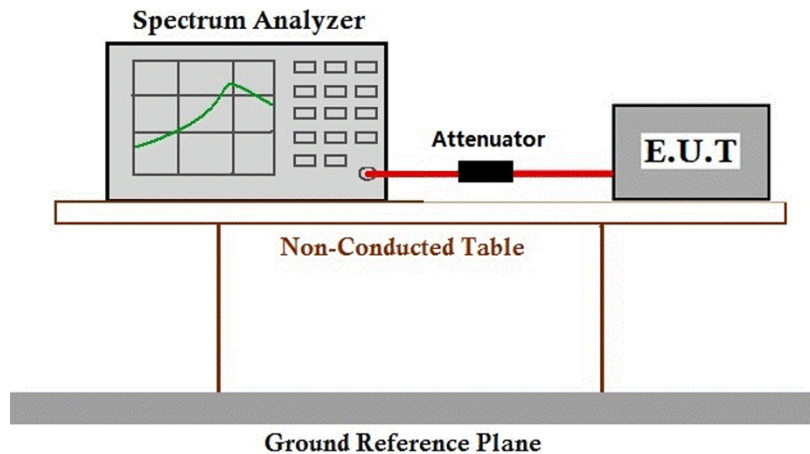 Spectrum Analyzer
Attenuator
E.U.T
Non-Conducted Table
Ground Reference Plane